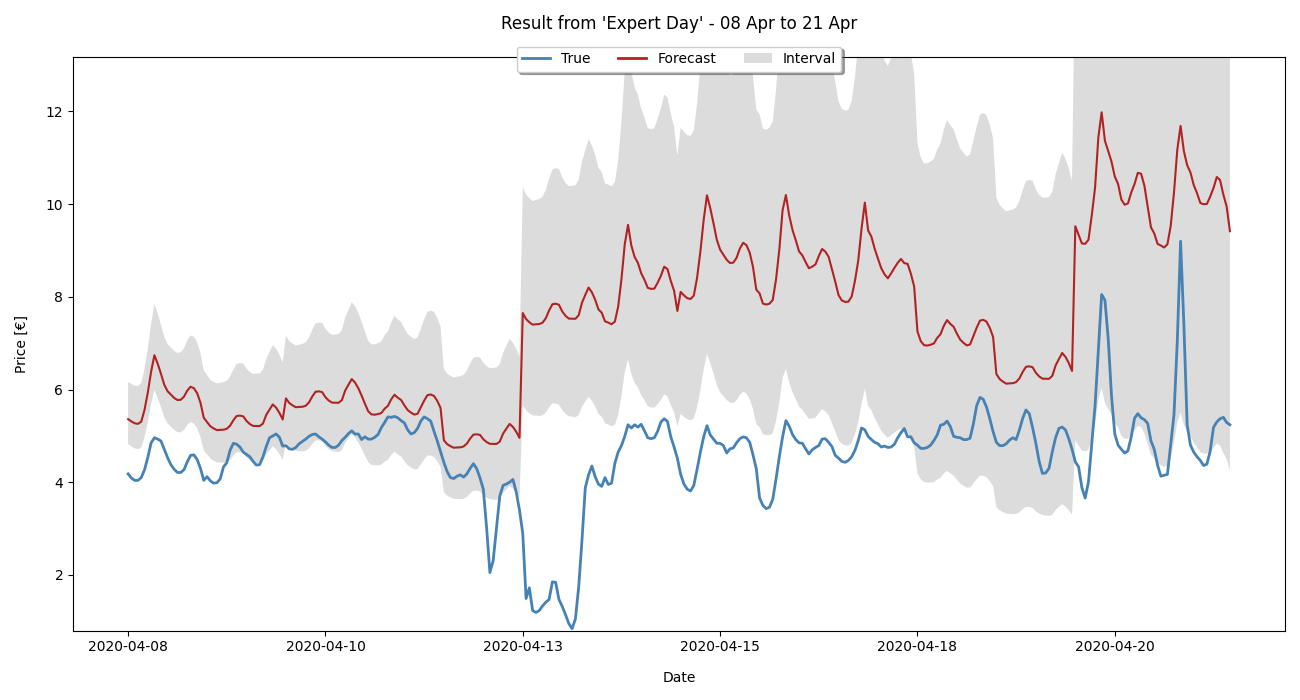 Result from 'Expert Day' - 08 Apr to 21 Apr
True Forecast Interval
12
10
8
6
4
2
Price [€]
2020-04-08 2020-04-10 2020-04-13 2020-04-15 2020-04-18 2020-04-20
Date